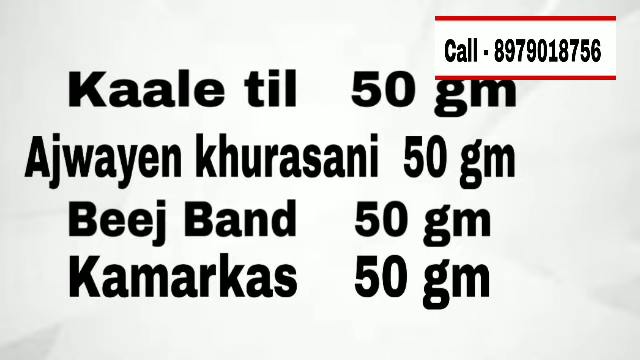 Call - 8979018756
Kaale til 50 gm
Ajwayen khurasani 50 gm
Beej Band 50 gm
Kamarkas 50 gm